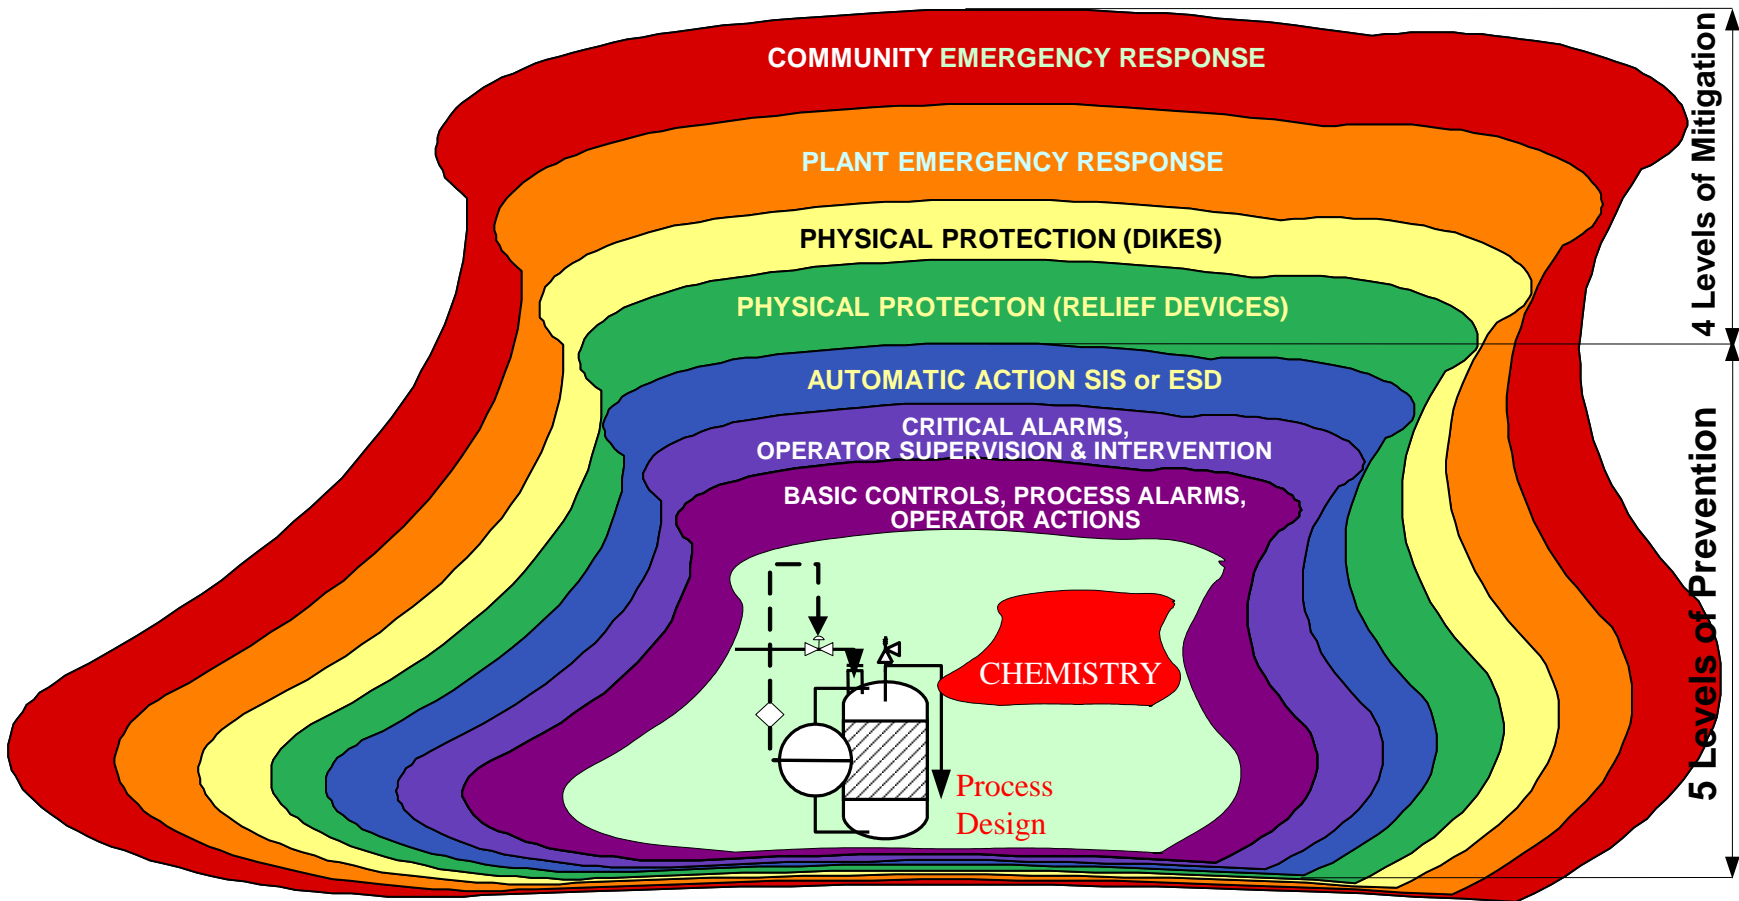 COMMUNITY EMERGENCY RESPONSE
PLANT EMERGENCY RESPONSE
PHYSICAL PROTECTION (DIKES)
PHYSICAL PROTECTON (RELIEF DEVICES)
AUTOMATIC ACTION SIS or ESD
CRITICAL ALARMS,
OPERATOR SUPERVISION & INTERVENTION
BASIC CONTROLS, PROCESS ALARMS,
OPERATOR ACTIONS
CHEMISTRY
Process
Design
4 Levels of Mitigation
5 Levels of Prevention